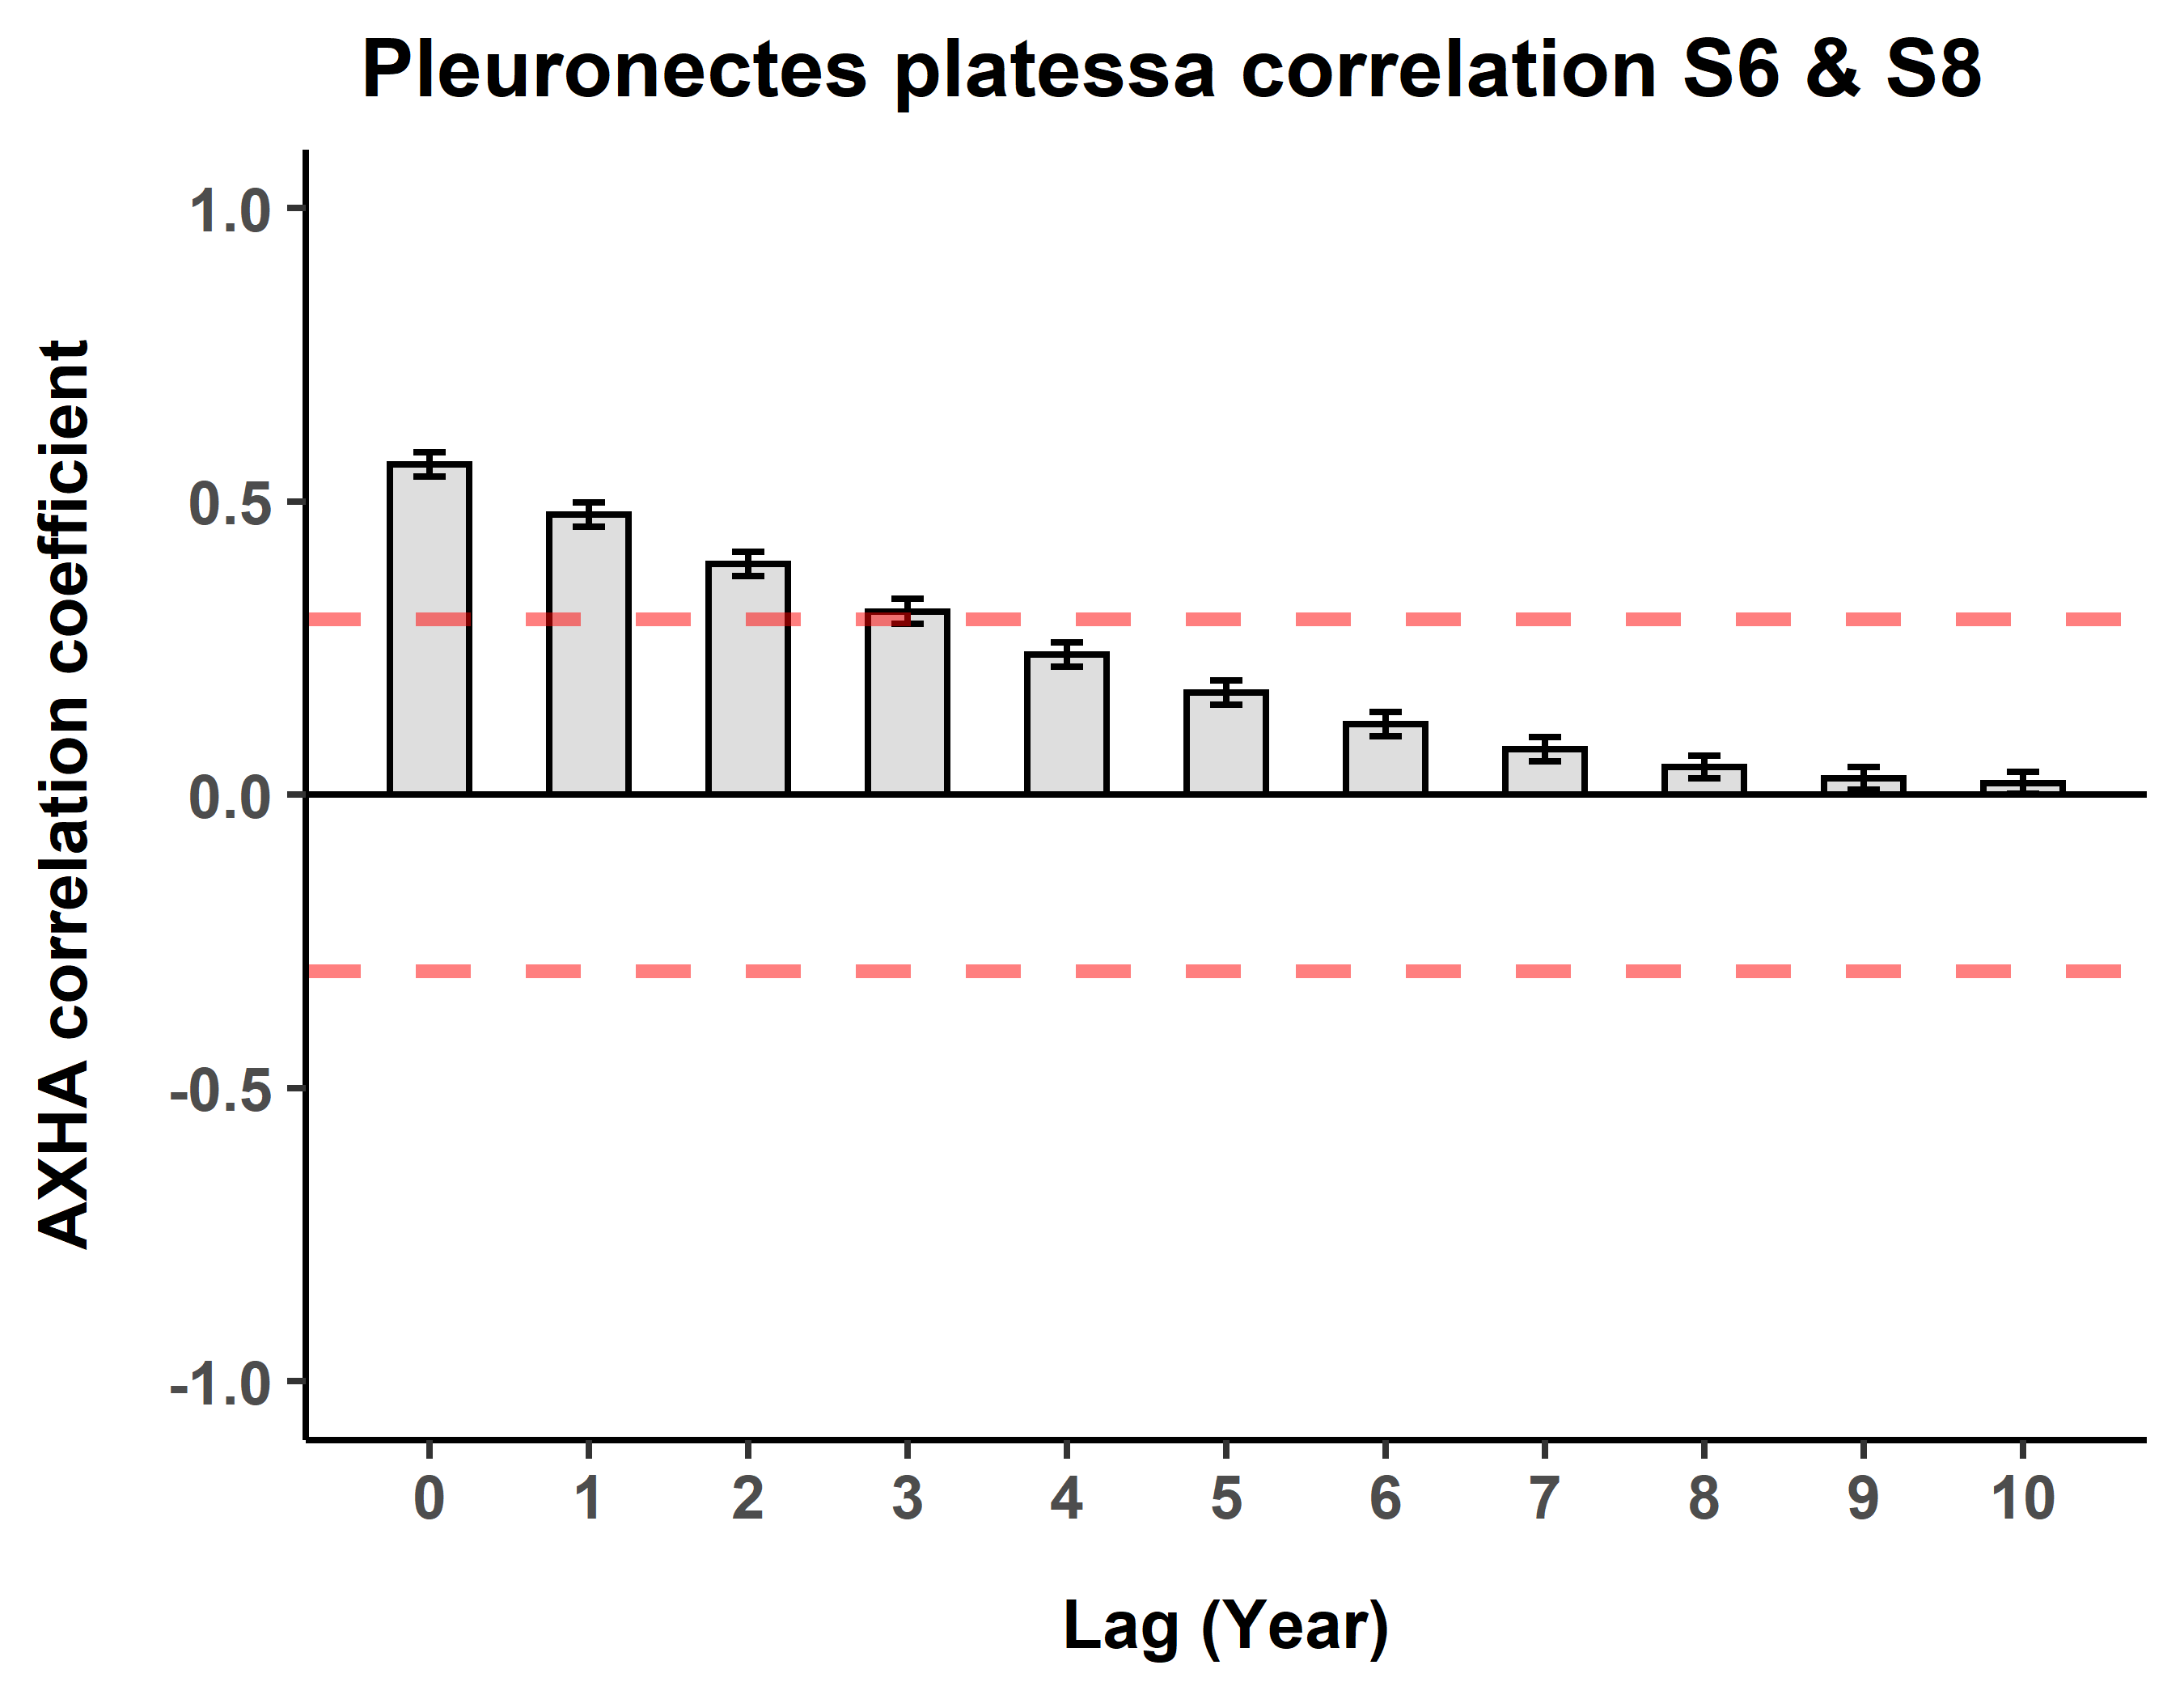 Pleuronectes platessa correlation S6 & S8
AXHA correlation coefficient
1.0
0.5
0.0
-0.5
-1.0
0 1 2 3 4 5 6 7 8 9 10
Lag (Year)